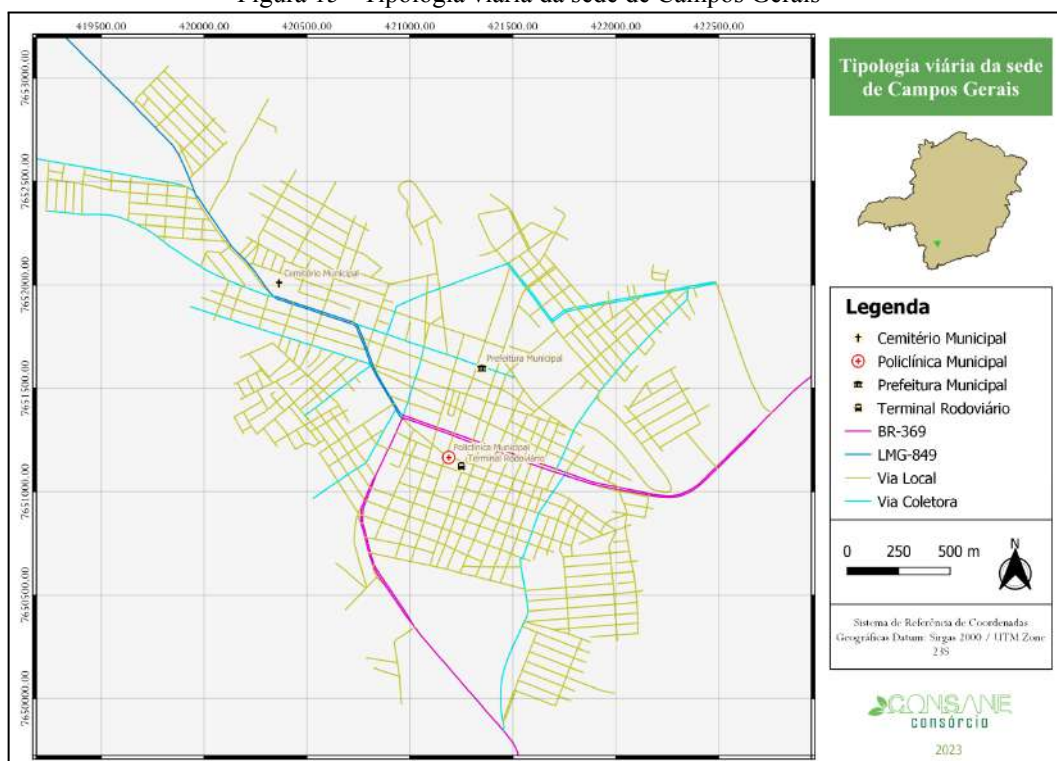 Figura 15 - Tipologia viária da sede de Campos Gerais
419500.00 420000.00 420500.00 421000.00 421500.00 422000.00 422500.00
7653000.00
7652500.00
7652000.00
7651500.00
7651000.00
7650500.00
7650000.00
Cemitério Municipal
Prefeitura Municipal
Policlínica Municipal
Terminal Rodoviário
Tipologia viária da sede
de Campos Gerais
Legenda
Cemitério Municipal
Policlínica Municipal
Prefeitura Municipal
Terminal Rodoviário
BR-369
LMG-849
Via Local
Via Coletora
0 250 500 m
N
Sistema de Referência de Coordenadas
Geográficas Datum: Sirgas 2000 / UTM Zone
23S
CONSANE
consórcio
2023